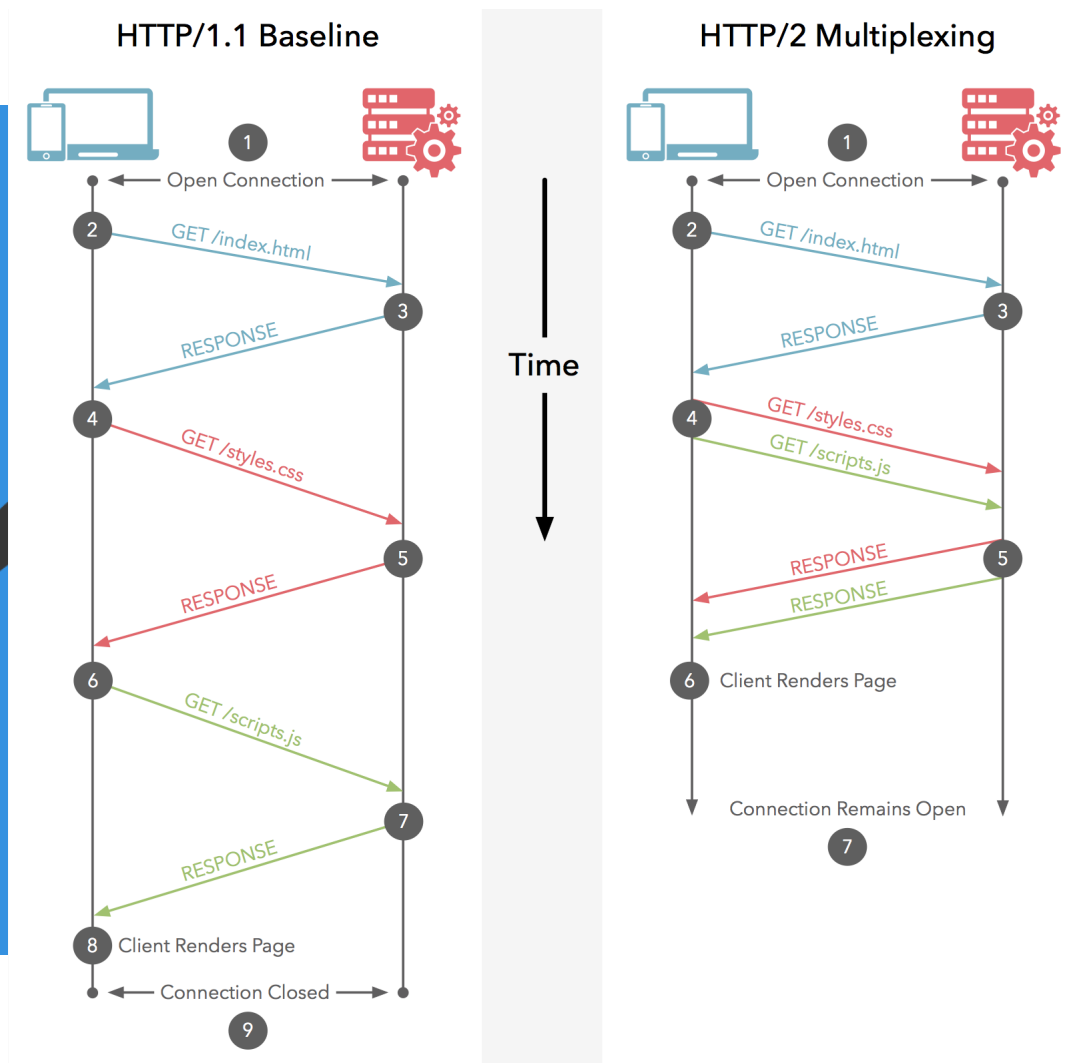 HTTP/1.1 Baseline
1
Open Connection
2
GET /index.html
3
RESPONSE
4
GET /styles.css
5
RESPONSE
6
GET /scripts.js
7
RESPONSE
8 Client Renders Page
Connection Closed
9
Time
HTTP/2 Multiplexing
1
Open Connection
2
GET /index.html
3
RESPONSE
4
GET /styles.css
GET /scripts.js
5
RESPONSE
RESPONSE
6 Client Renders Page
Connection Remains Open
7